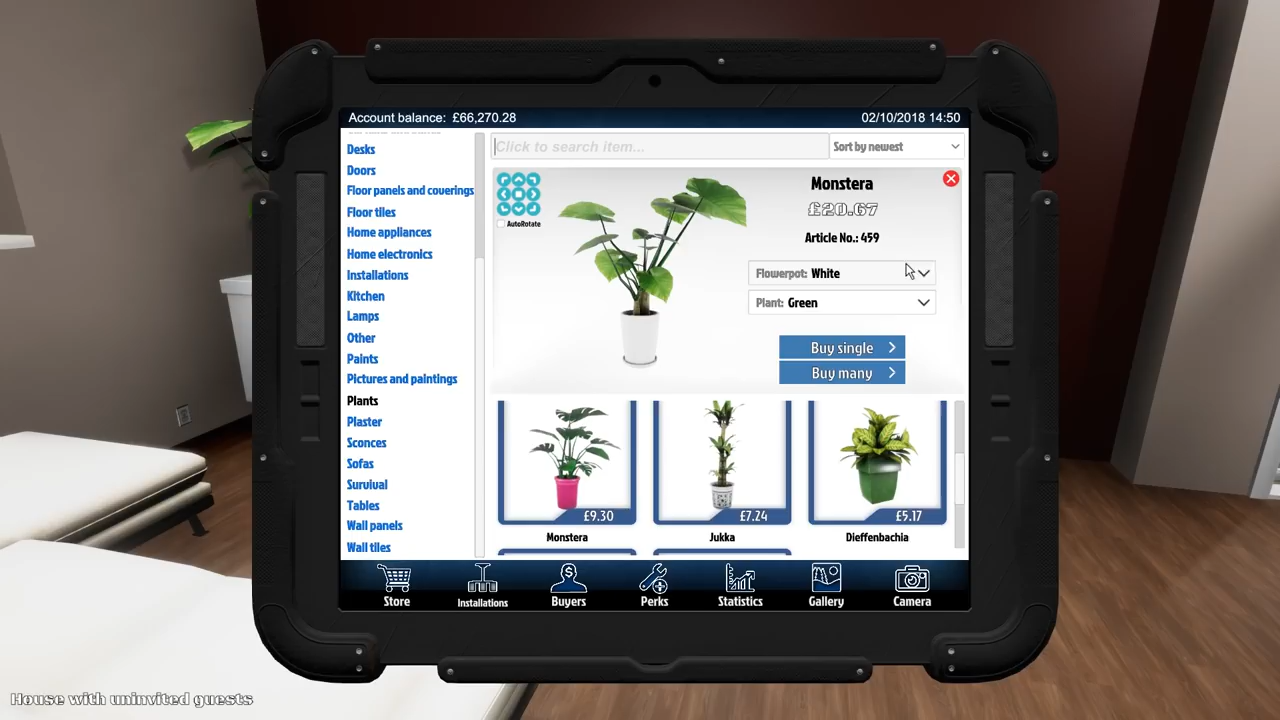 Account balance: £66,270.28
02/10/2018 14:50
Desks
Doors
Floor panels and coverings
Floor tiles
Home appliances
Home electronics
Installations
Kitchen
Lamps
Other
Paints
Pictures and paintings
Plants
Plaster
Sconces
Sofas
Survival
Tables
Wall panels
Wall tiles
Click to search item...
Sort by newest
AutoRotate
Monstera
£20.67
Article No.: 459
Flowerpot: White
Plant: Green
Buy single
Buy many
£9.30
£7.24
£5.17
Monstera
Jukka
Dieffenbachia
Store
Installations
Buyers
Perks
Statistics
Gallery
Camera
House with uninvited guests